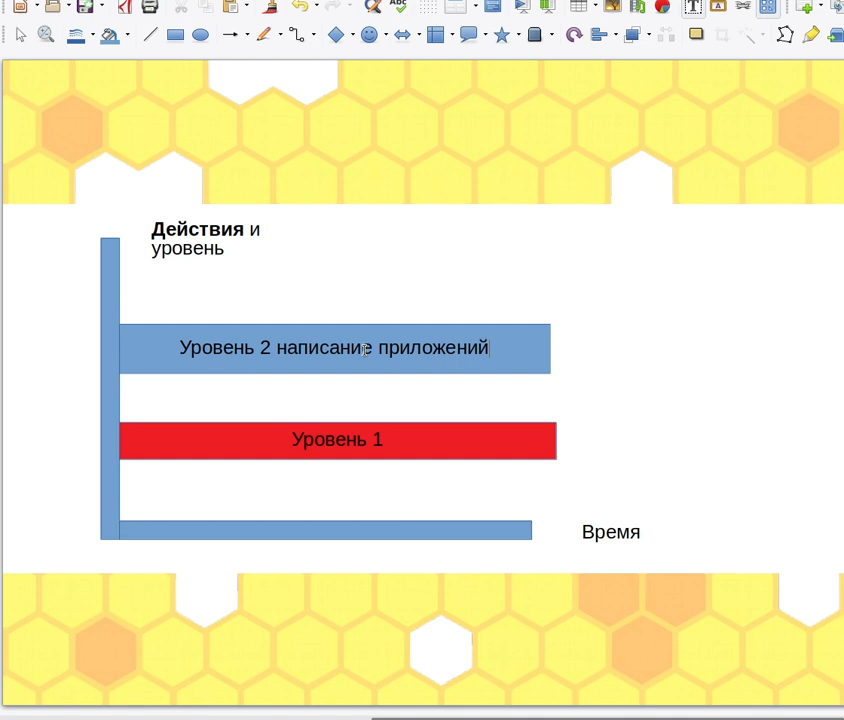 Действия и
уровень
Уровень 2 написание приложений
Уровень 1
Время